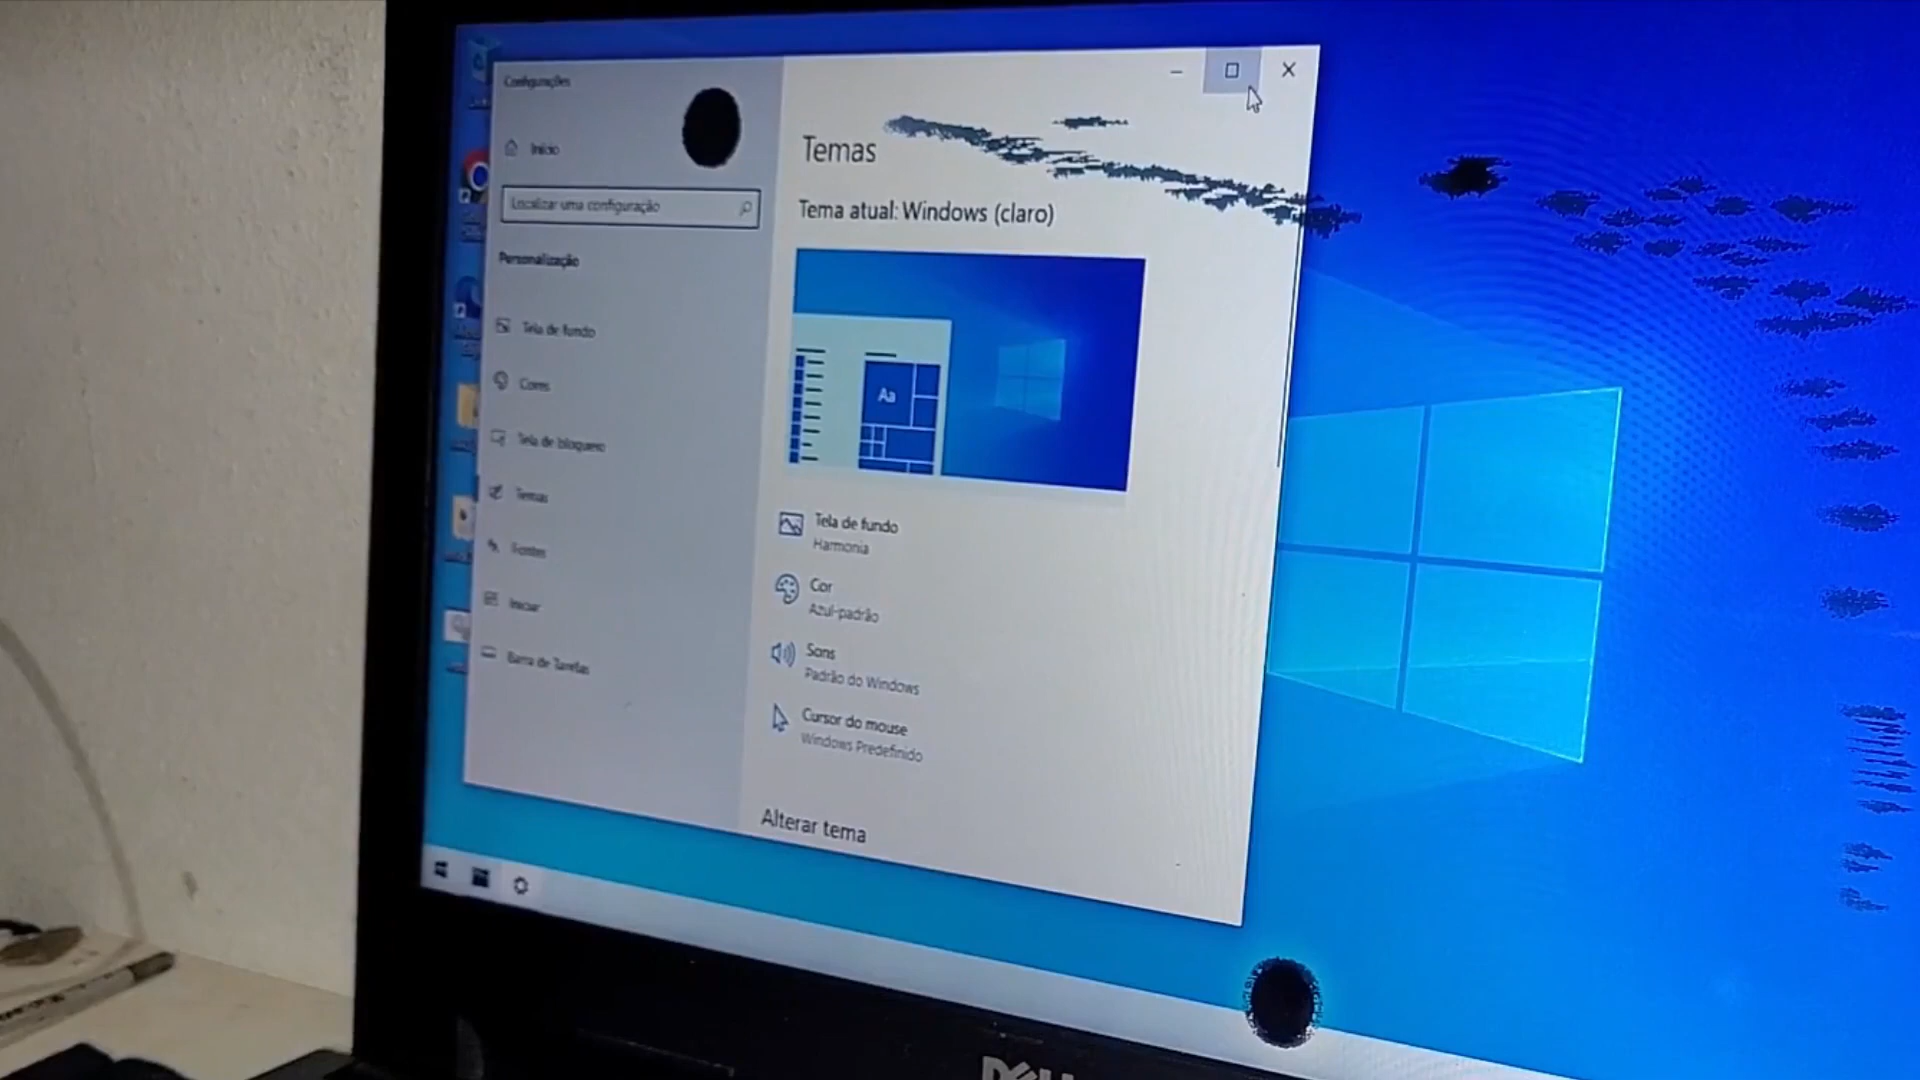 Configurações
Início
Localizar uma configuração
Personalização
Tela de fundo
Cores
Tela de bloqueio
Temas
Fontes
Iniciar
Barra de Tarefas
Temas
Tema atual: Windows (claro)
Aa
Tela de fundo
Harmonia
Cor
Azul-padrão
Sons
Padrão do Windows
Cursor do mouse
Windows Predefinido
Alterar tema
DELL